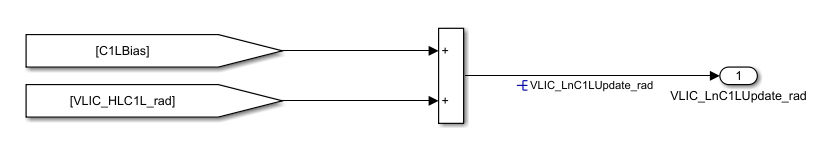 [C1LBias]
+
VLIC_LnC1LUpdate_rad
1
[VLIC_HLC1L_rad]
+
VLIC_LnC1LUpdate_rad